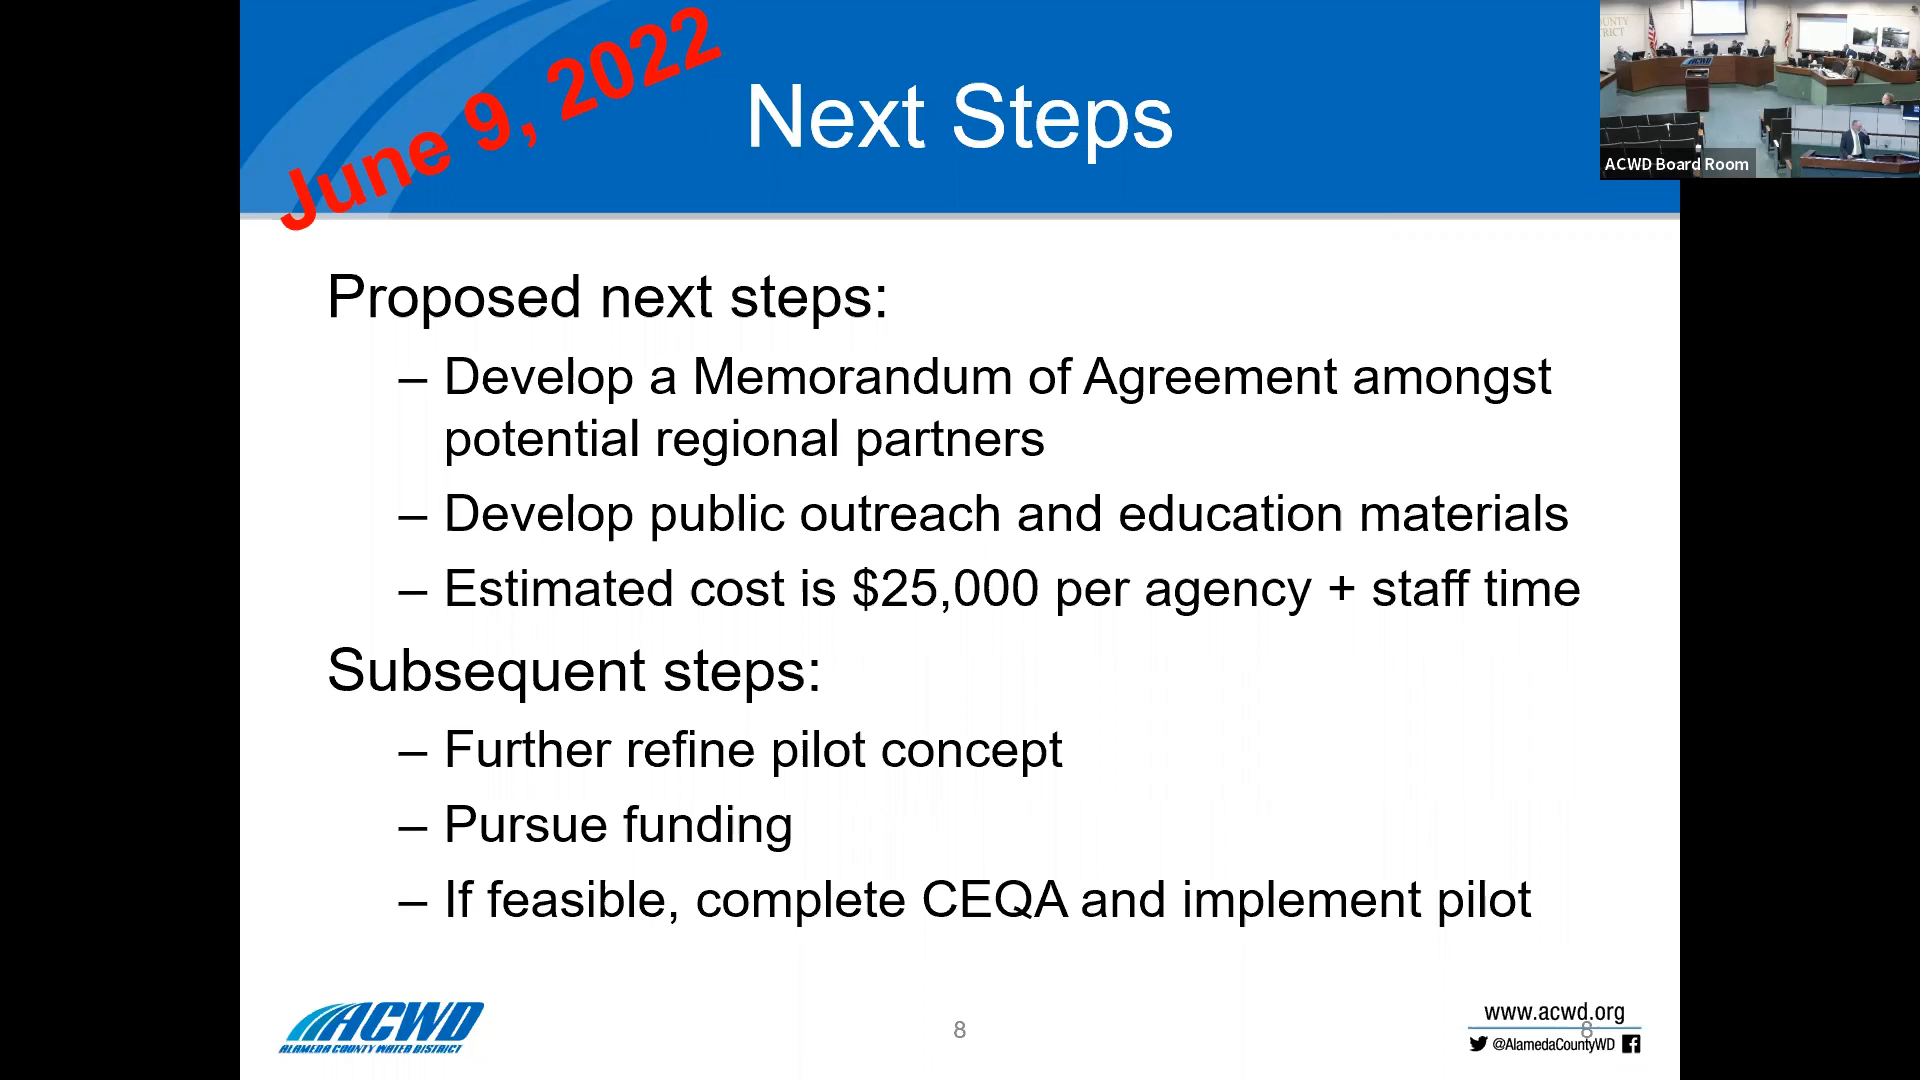 June 9, 2022
Next Steps
UNTY
RICT
ACWD
ACWD Board Room
Proposed next steps:
– Develop a Memorandum of Agreement amongst
potential regional partners
– Develop public outreach and education materials
– Estimated cost is $25,000 per agency + staff time
Subsequent steps:
– Further refine pilot concept
– Pursue funding
– If feasible, complete CEQA and implement pilot
ACWD
ALAMEDA COUNTY WATER DISTRICT
8
www.acwd.org
8
@AlamedaCountyWD